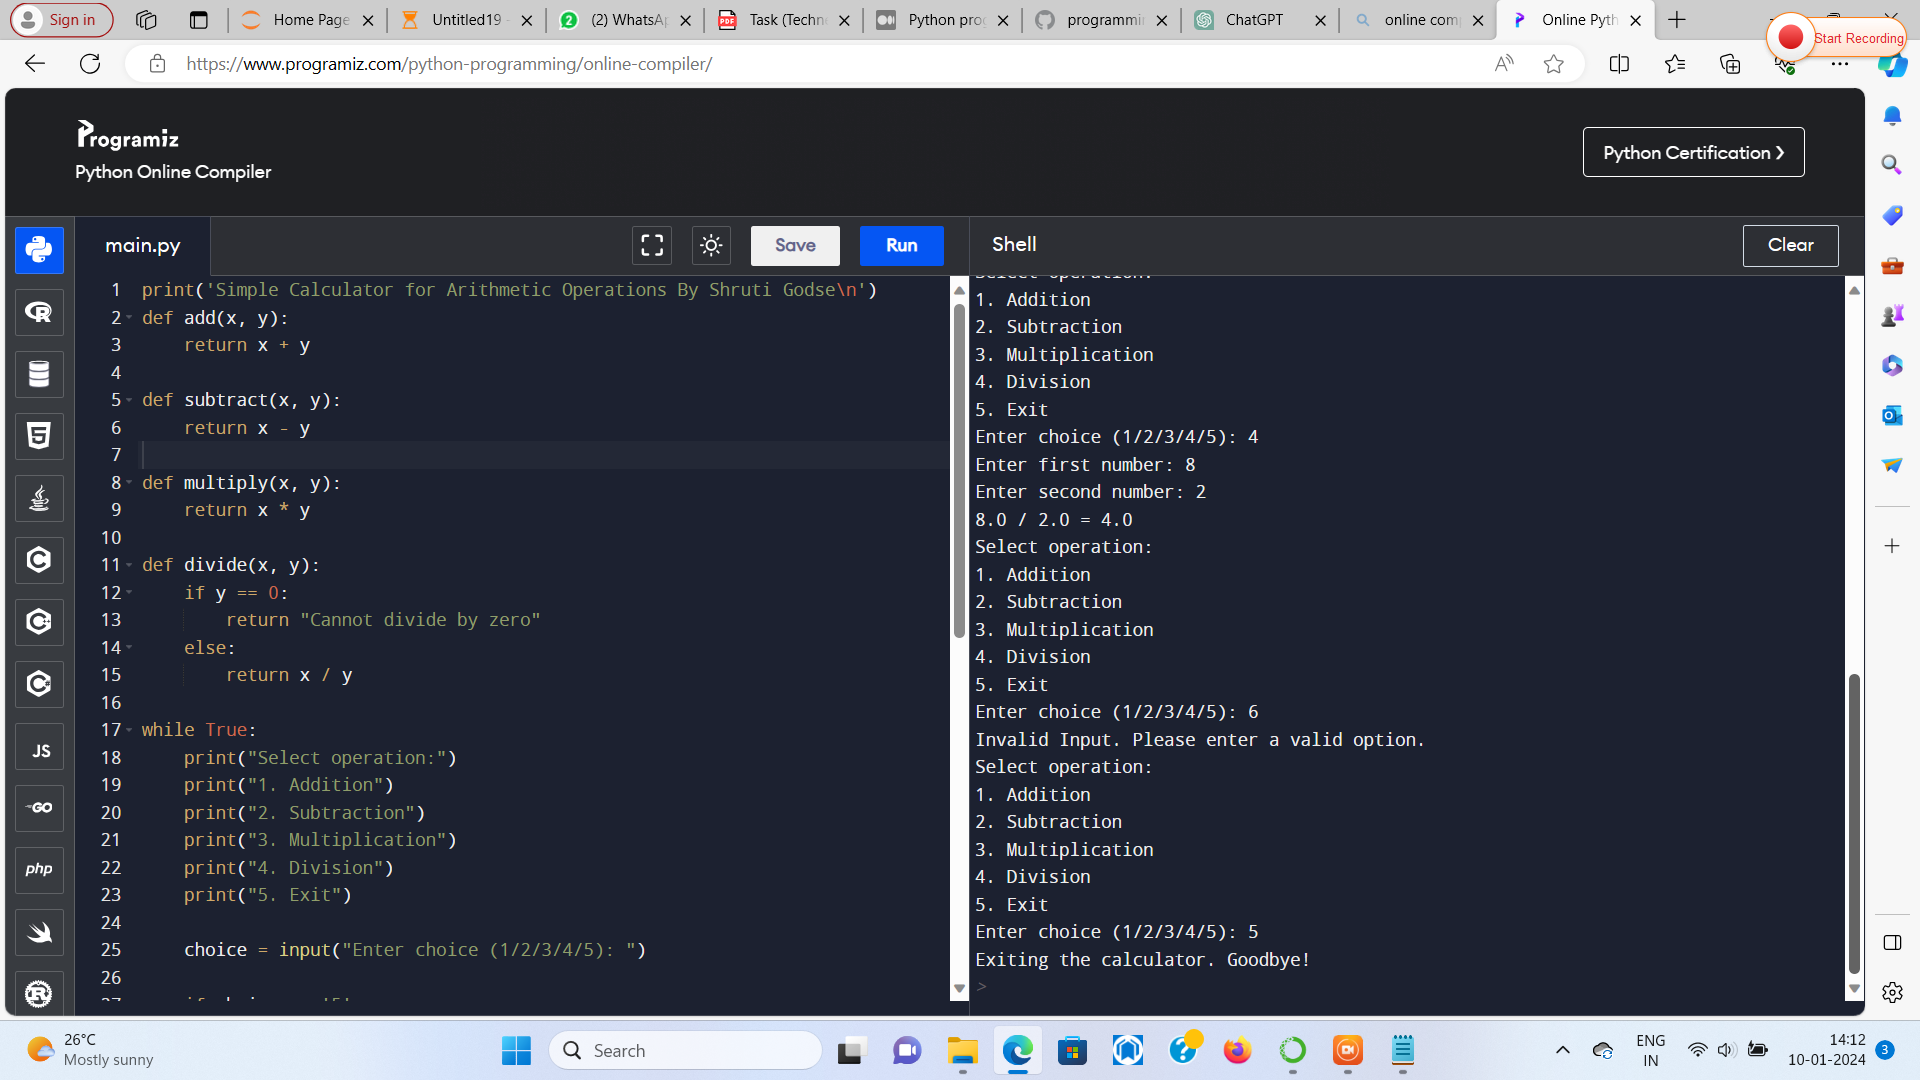 Sign in
Home Page
Untitled19
(2) WhatsA
Task (Techn
Python prog
programmin
ChatGPT
online comp
Online Pyth
Start Recording
https://www.programiz.com/python-programming/online-compiler/
Programiz
Python Online Compiler
Python Certification ❯
main.py
Save
Run
Shell
Clear
1 print('Simple Calculator for Arithmetic Operations By Shruti Godse\n')
2 def add(x, y):
3     return x + y
4
5 def subtract(x, y):
6     return x - y
7
8 def multiply(x, y):
9     return x * y
10
11 def divide(x, y):
12     if y == 0:
13         return "Cannot divide by zero"
14     else:
15         return x / y
16
17 while True:
18     print("Select operation:")
19     print("1. Addition")
20     print("2. Subtraction")
21     print("3. Multiplication")
22     print("4. Division")
23     print("5. Exit")
24
25     choice = input("Enter choice (1/2/3/4/5): ")
26
Select operation:
1. Addition
2. Subtraction
3. Multiplication
4. Division
5. Exit
Enter choice (1/2/3/4/5): 4
Enter first number: 8
Enter second number: 2
8.0 / 2.0 = 4.0
Select operation:
1. Addition
2. Subtraction
3. Multiplication
4. Division
5. Exit
Enter choice (1/2/3/4/5): 6
Invalid Input. Please enter a valid option.
Select operation:
1. Addition
2. Subtraction
3. Multiplication
4. Division
5. Exit
Enter choice (1/2/3/4/5): 5
Exiting the calculator. Goodbye!
>
JS
GO
php
26°C
Mostly sunny
Search
ENG
IN
14:12
10-01-2024
3